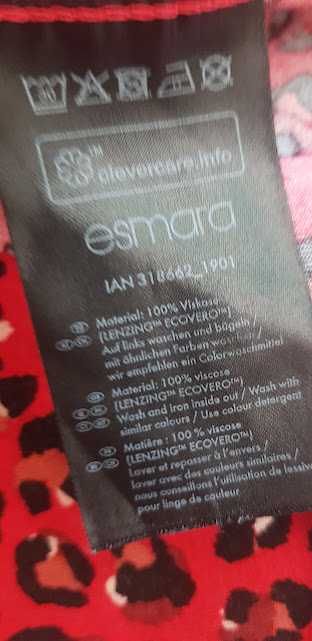 clevercare.info
esmara
IAN 318662_1901
Material: 100% Viskose
(LENZING™ ECOVERO™)
Auf links waschen und bügeln /
mit ähnlichen Farben waschen /
wir empfehlen ein Colorwaschmittel
Material: 100% viscose
(LENZING™ ECOVERO™)
Wash and iron inside out / Wash with
similar colours / Use colour detergent
Matière : 100 % viscose
(LENZING™ ECOVERO™)
Laver et repasser à l'envers /
laver avec des couleurs similaires /
nous conseillons l'utilisation de lessive
pour linge de couleur